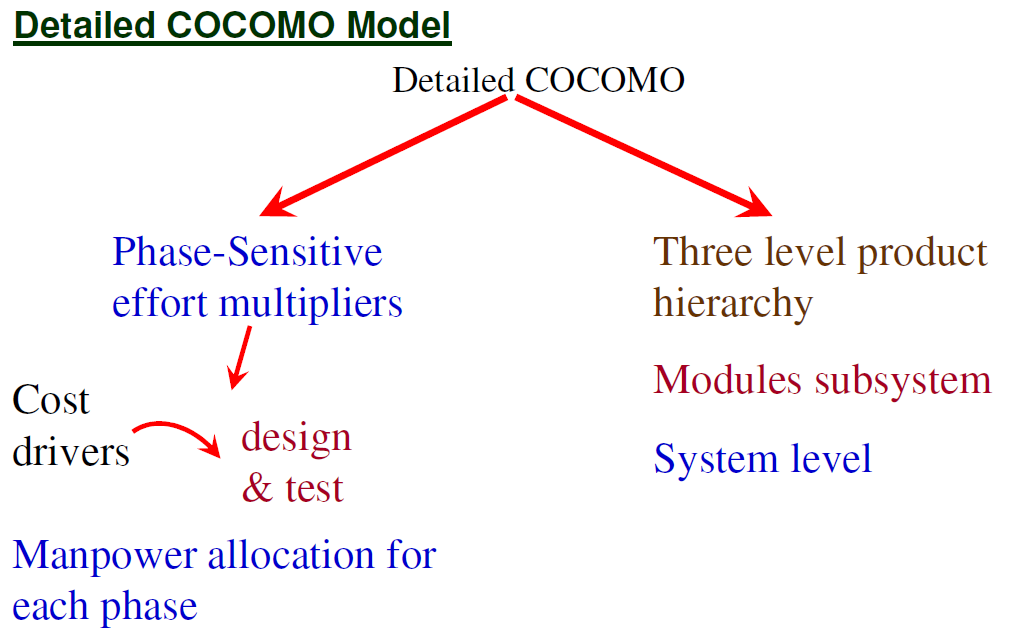 Detailed COCOMO Model
Detailed COCOMO
Phase-Sensitive
effort multipliers
Cost
drivers
design
& test
Manpower allocation for
each phase
Three level product
hierarchy
Modules subsystem
System level